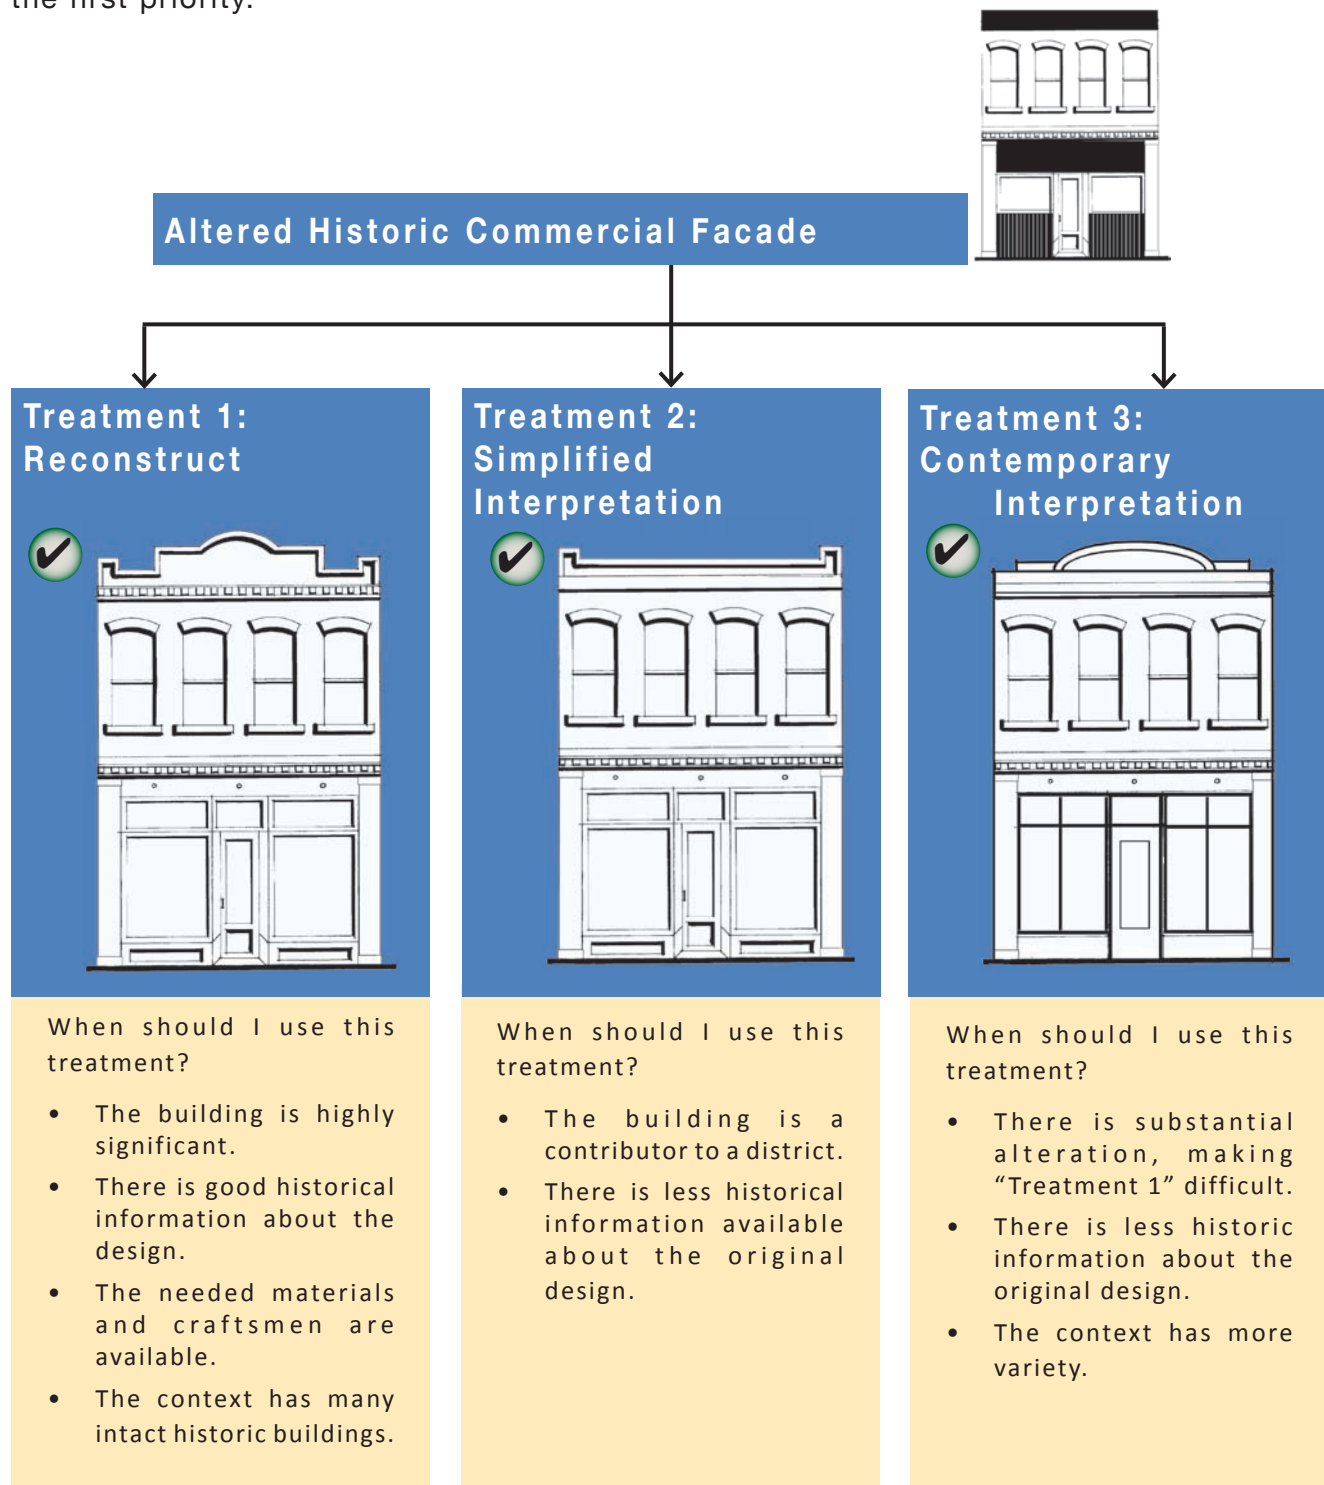 the first priority.
Altered Historic Commercial Facade
Treatment 1:
Reconstruct
When should I use this
treatment?
• The building is highly
significant.
• There is good historical
information about the
design.
• The needed materials
and craftsmen are
available.
• The context has many
intact historic buildings.
Treatment 2:
Simplified
Interpretation
When should I use this
treatment?
• The building is a
contributor to a district.
• There is less historical
information available
about the original
design.
Treatment 3:
Contemporary
Interpretation
When should I use this
treatment?
• There is substantial
alteration, making
“Treatment 1” difficult.
• There is less historic
information about the
original design.
• The context has more
variety.